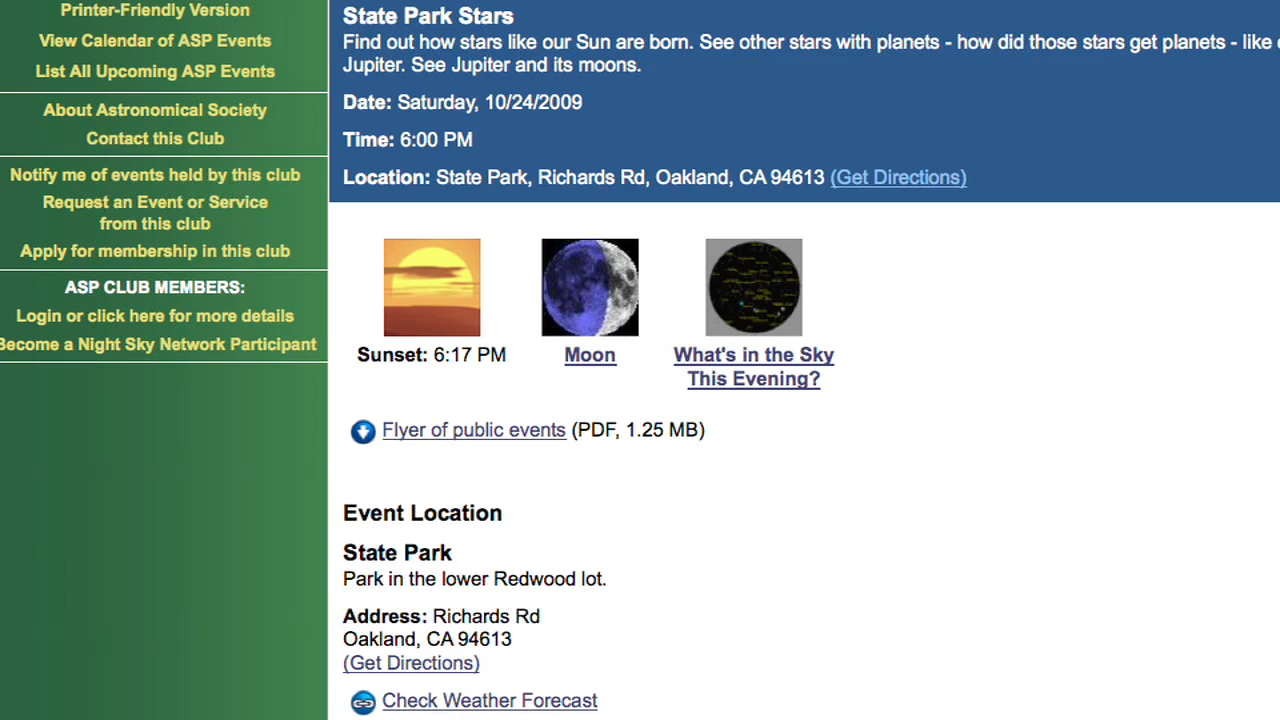 Printer-Friendly Version
View Calendar of ASP Events
List All Upcoming ASP Events
About Astronomical Society
Contact this Club
Notify me of events held by this club
Request an Event or Service
from this club
Apply for membership in this club
ASP CLUB MEMBERS:
Login or click here for more details
Become a Night Sky Network Participant
State Park Stars
Find out how stars like our Sun are born. See other stars with planets - how did those stars get planets - like
Jupiter. See Jupiter and its moons.
Date: Saturday, 10/24/2009
Time: 6:00 PM
Location: State Park, Richards Rd, Oakland, CA 94613 (Get Directions)
Sunset: 6:17 PM
Moon
What's in the Sky
This Evening?
Flyer of public events (PDF, 1.25 MB)
Event Location
State Park
Park in the lower Redwood lot.
Address: Richards Rd
Oakland, CA 94613
(Get Directions)
Check Weather Forecast